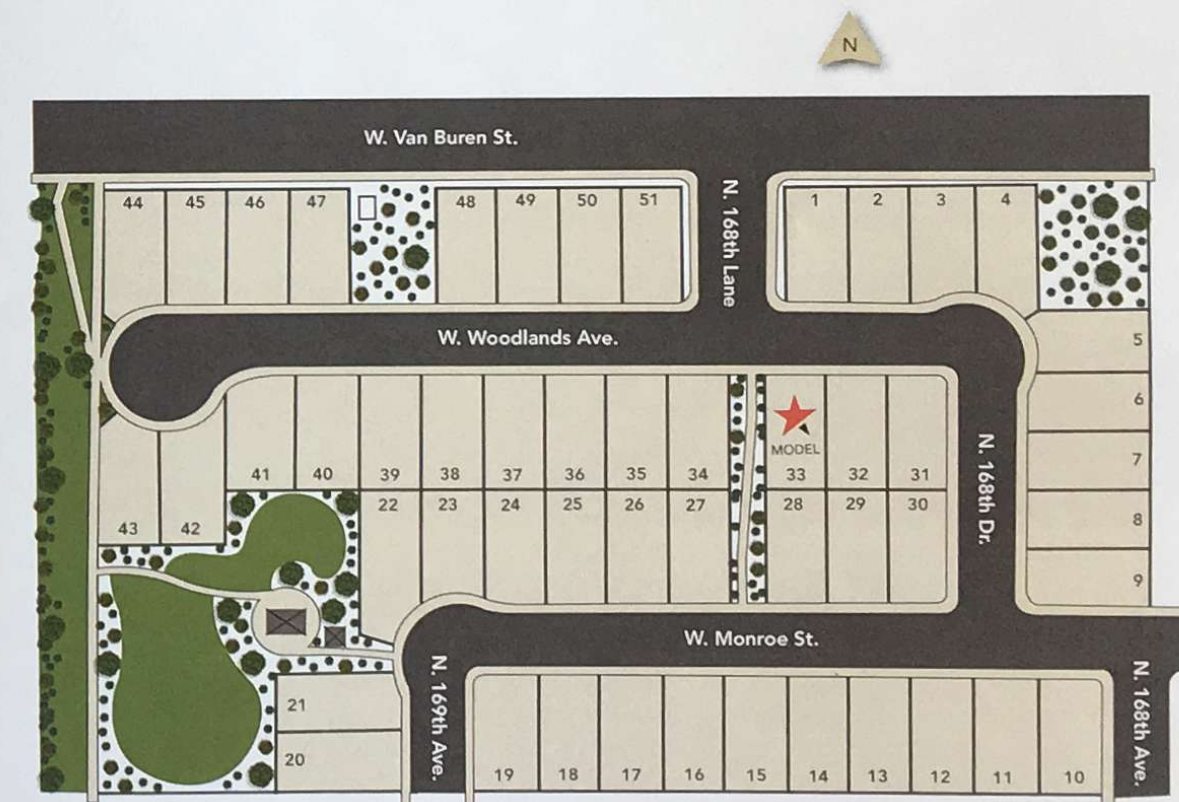 N
W. Van Buren St.
44 45 46 47 48 49 50 51 N. 168th Lane 1 2 3 4
W. Woodlands Ave.
5
6
7
8
9
MODEL
41 40 39 38 37 36 35 34 33 32 31
43 42 22 23 24 25 26 27 28 29 30
N. 168th Dr.
W. Monroe St.
21
20
N. 169th Ave.
19 18 17 16 15 14 13 12 11 10
N. 168th Ave.